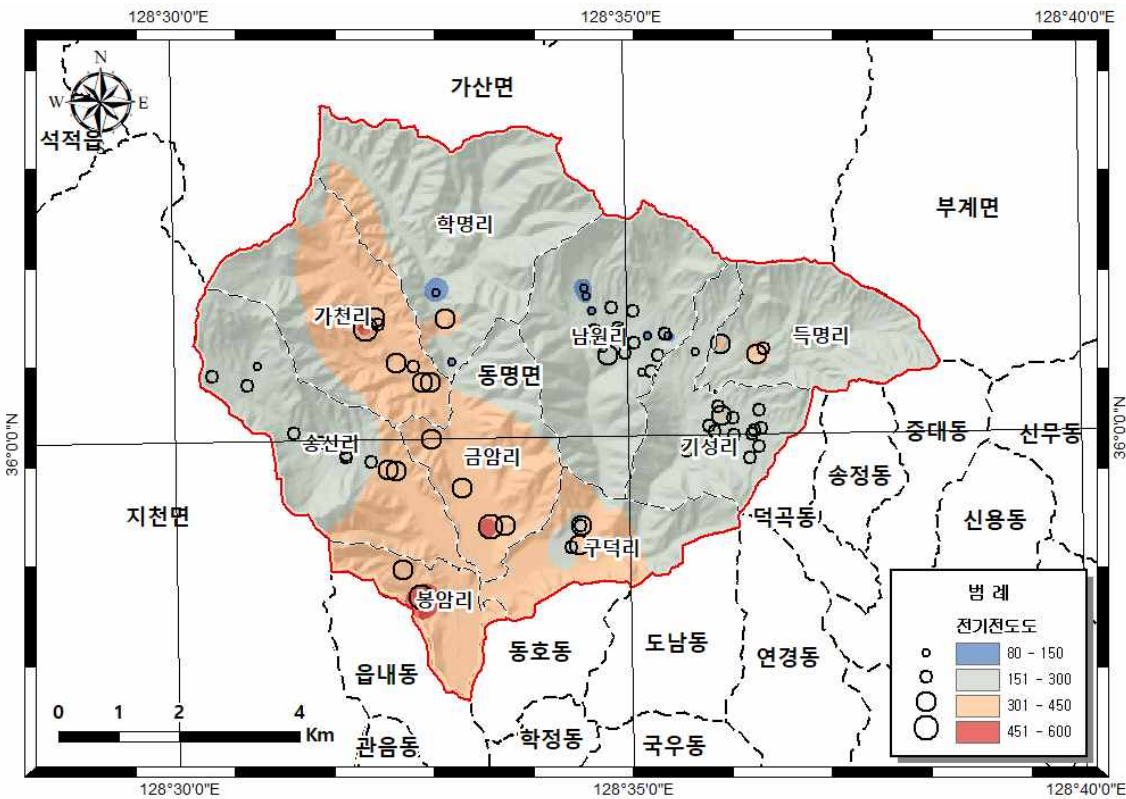 128°30'0"E
128°35'0"E
128°40'0"E
N
W
E
S
가산면
석적읍
부계면
학명리
가천리
남원리
득명리
동명면
36°0'0"N
36°0'0"N
송산리
금암리
기성리
중대동
신무동
송정동
지천면
덕곡동
신용동
구덕리
봉암리
동호동
도남동
연경동
읍내동
관음동
학정동
국우동
범 례
전기전도도
80 - 150
151 - 300
301 - 450
451 - 600
0 1 2 4
Km
128°30'0"E
128°35'0"E
128°40'0"E